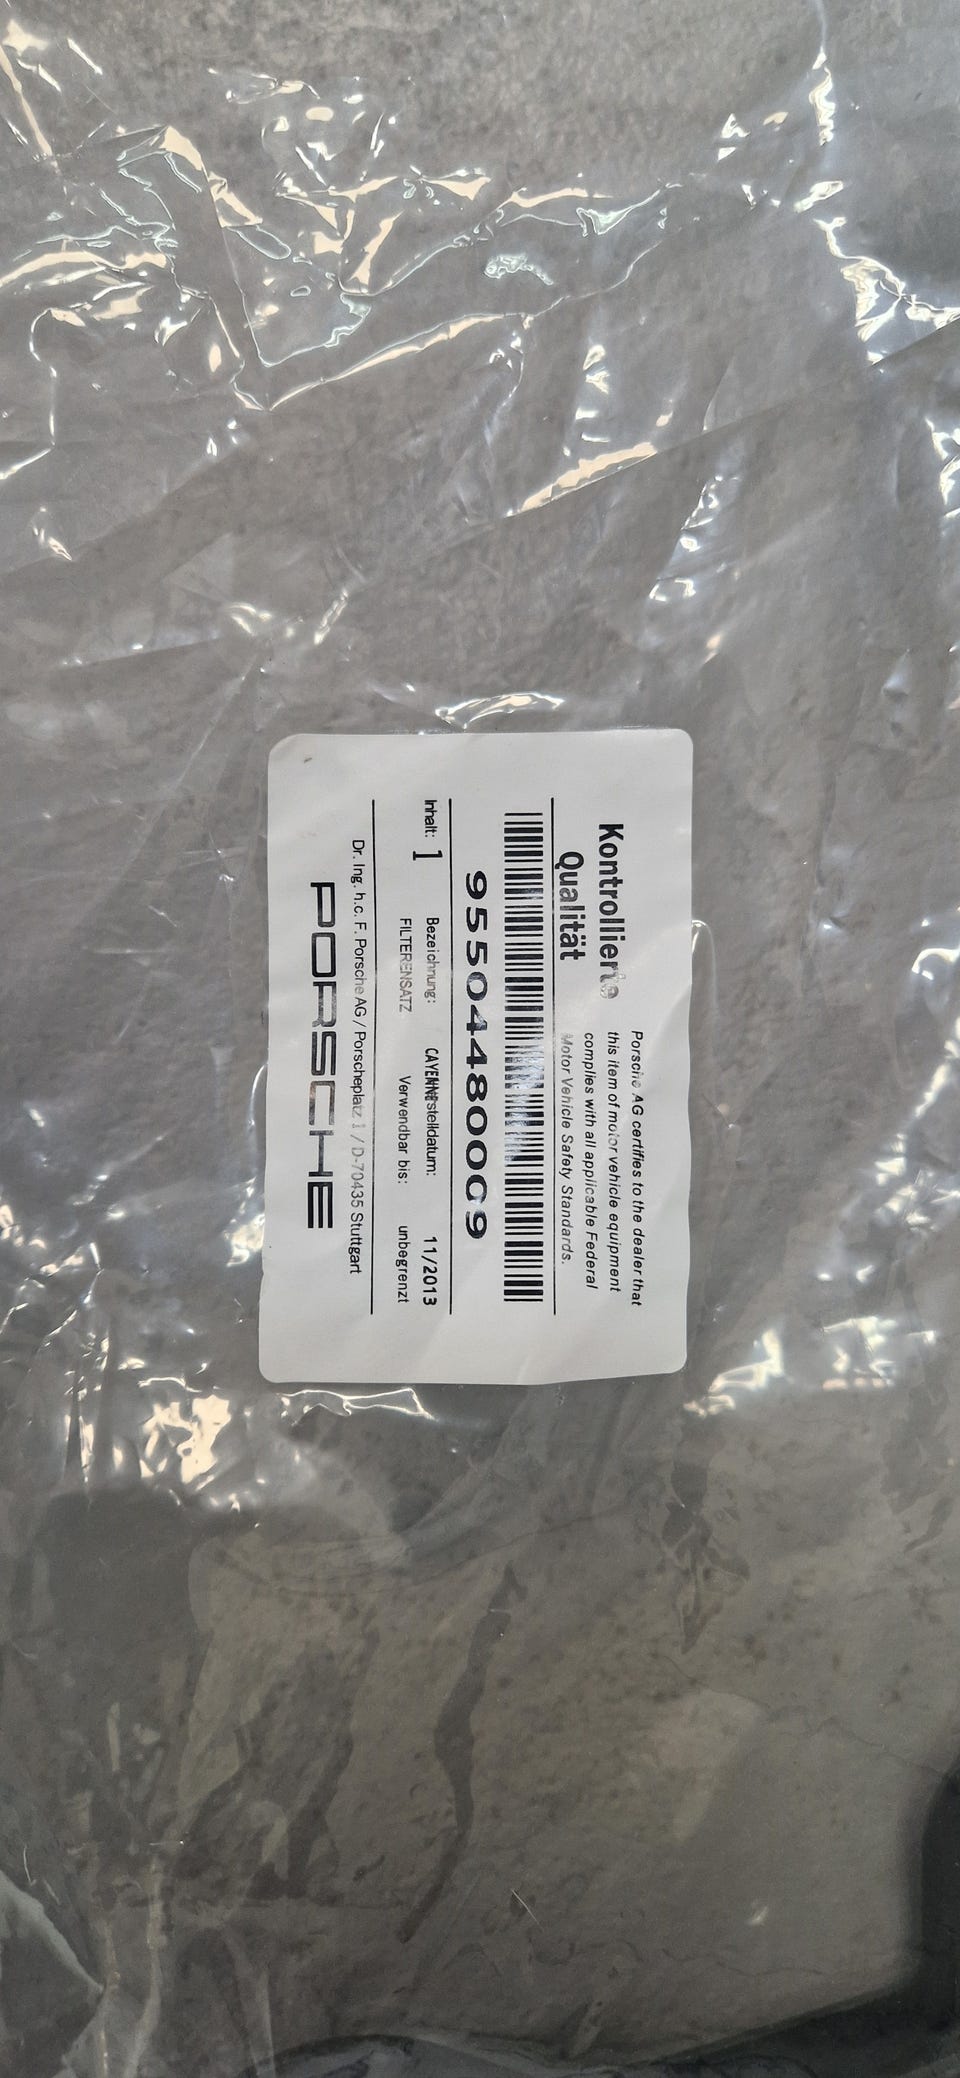 Kontrollierte
Qualität
Porsche AG certifies to the dealer that
this item of motor vehicle equipment
complies with all applicable Federal
Motor Vehicle Safety Standards.
95504480009
Inhalt: 1 Bezeichnung: CAYENNE 11/2013
FILTEREINSATZ Verwendbar bis: unbegrenzt
Dr. Ing. h.c. F. Porsche AG / Porscheplatz 1 / D-70435 Stuttgart
PORSCHE